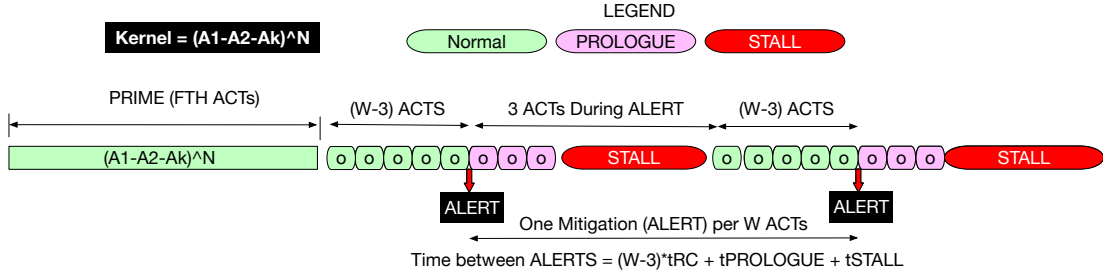 LEGEND
Kernel = (A1-A2-Ak)^N
Normal
PROLOGUE
STALL
PRIME (FTH ACTs)
(W-3) ACTS
3 ACTs During ALERT
(W-3) ACTS
(A1-A2-Ak)^N
o o o o o o o o
STALL
o o o o o o o o
STALL
ALERT
ALERT
One Mitigation (ALERT) per W ACTs
Time between ALERTS = (W-3)*tRC + tPROLOGUE + tSTALL